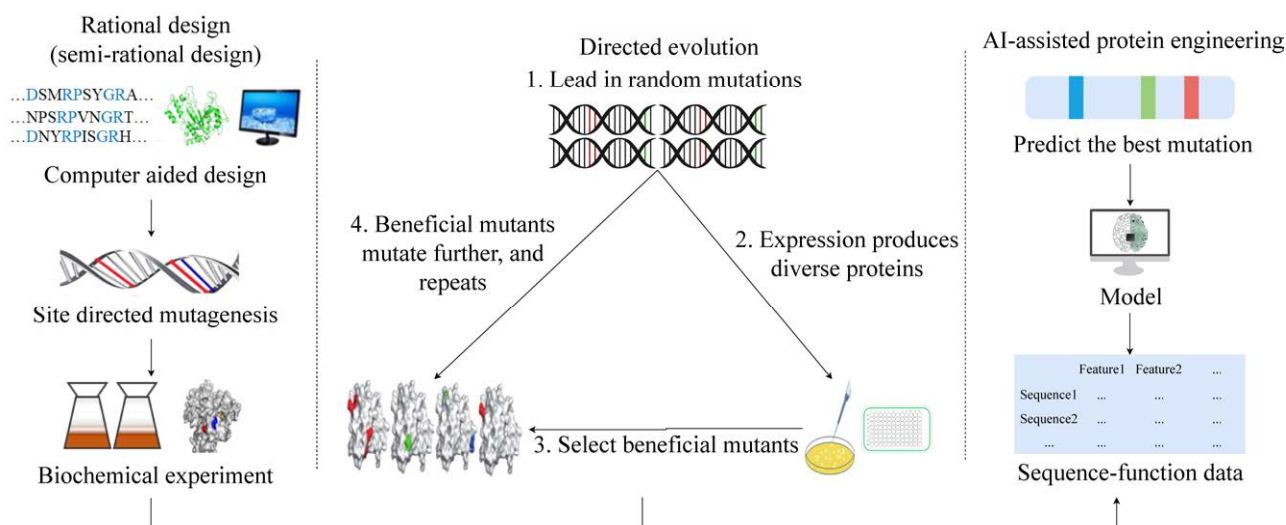 Rational design
(semi-rational design)
...DSMRPSYGRA...
...NPSRPVNGRT...
...DNYRPISGRH...
Computer aided design
Site directed mutagenesis
Biochemical experiment
Directed evolution
1. Lead in random mutations
4. Beneficial mutants
mutate further, and
repeats
2. Expression produces
diverse proteins
3. Select beneficial mutants
AI-assisted protein engineering
Predict the best mutation
Model
Feature1 Feature2 ...
Sequence1 ... ... ...
Sequence2 ... ... ...
... ... ... ...
Sequence-function data